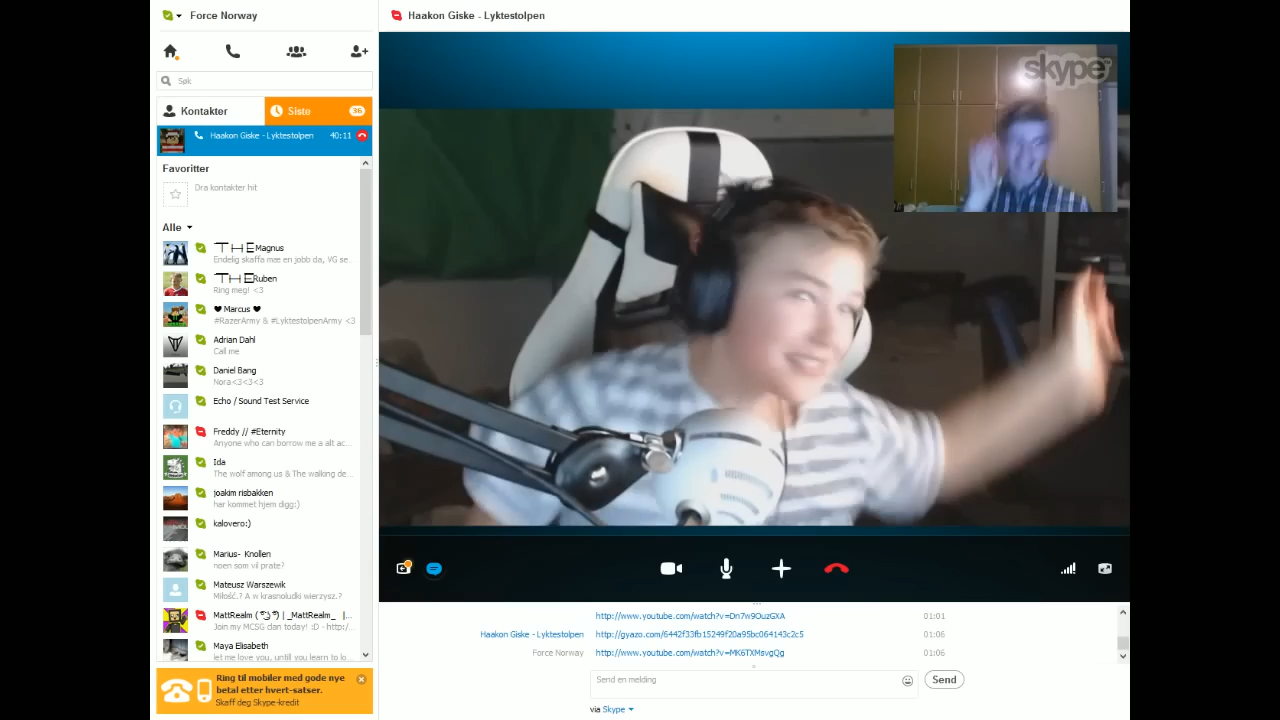 Force Norway
Søk
Kontakter
Siste
36
Haakon Giske - Lyktestolpen 40:11
Favoritter
Dra kontakter hit
Alle
T H E Magnus
Endelig skaffa mæ en jobb da, VG se...
T H E Ruben
Ring meg! <3
♥ Marcus ♥
#RazerArmy & #LyktestolpenArmy <3
Adrian Dahl
Call me
Daniel Bang
Nora<3<3<3
Echo / Sound Test Service
Freddy // #Eternity
Anyone who can borrow me a alt ac...
Ida
The wolf among us & The walking de...
joakim risbakken
har kommet hjem digg:)
kalovero:)
Marius- Knollen
noen som vil prate?
Mateusz Warszewik
Miłość.? A w krasnoludki wierzysz.?
MattRealm | _MattRealm_ |...
Join my MCSG clan today! :D - http:/...
Maya Elisabeth
let me love you, untill you learn to lo...
Ring til mobiler med gode nye
betal etter hvert-satser.
Skaff deg Skype-kredit
Haakon Giske - Lyktestolpen
skype™
http://www.youtube.com/watch?v=Dn7w9OuzGXA 01:01
Haakon Giske - Lyktestolpen http://gyazo.com/6442f33fb15249f20a95bc064143c2c5 01:06
Force Norway http://www.youtube.com/watch?v=MK6TXMsvgQg 01:06
Send en melding
Send
via Skype